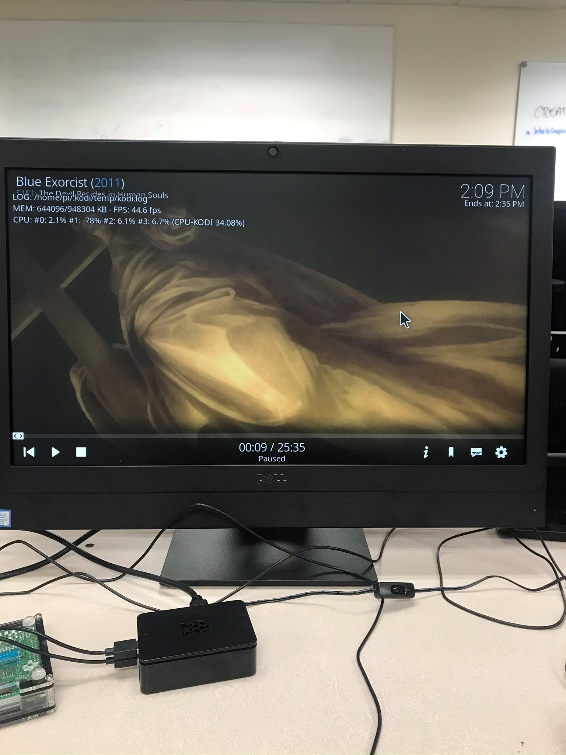 CREAT
Blue Exorcist (2011)
S1E1: The Devil Resides in Human Souls
LOG: /home/pi/.kodi/temp/kodi.log
MEM: 644096/948304 KB - FPS: 44.6 fps
CPU: #0: 2.1% #1: 78% #2: 6.1% #3: 6.7% (CPU-KODI 34.08%)
2:09 PM
Ends at: 2:35 PM
00:09 / 25:35
Paused
DELL